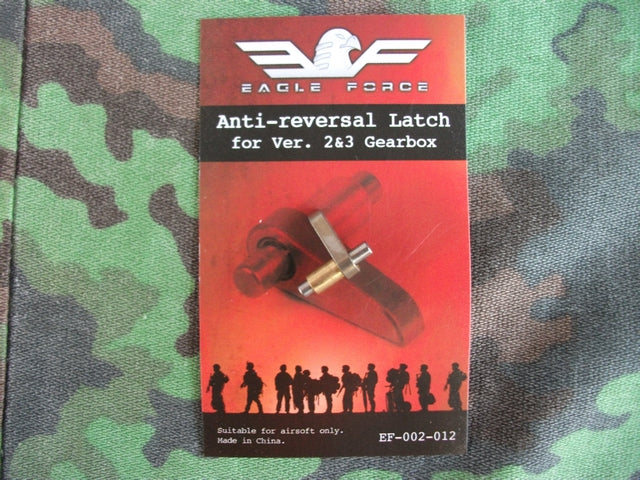 EAGLE FORCE
Anti-reversal Latch
for Ver. 2&3 Gearbox
Suitable for airsoft only.
Made in China.
EF-002-012